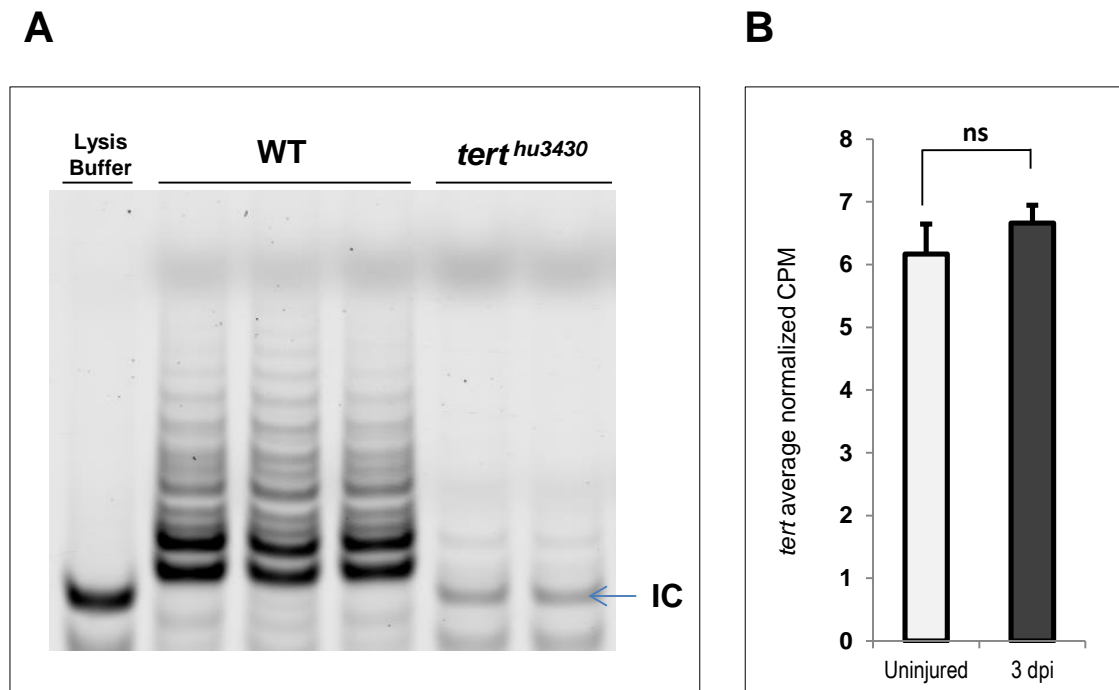 A
Lysis
Buffer
WT
tert hu3430
IC
B
tert average normalized CPM
8
7
6
5
4
3
2
1
0
ns
Uninjured
3 dpi